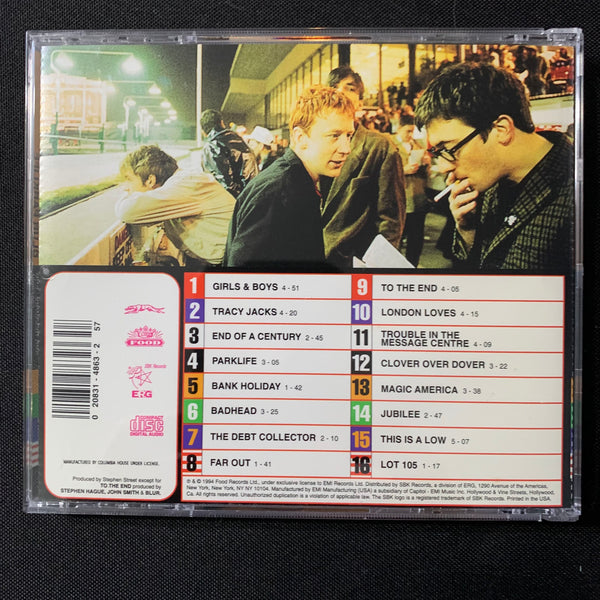 1 GIRLS & BOYS 4 - 51
2 TRACY JACKS 4 - 20
3 END OF A CENTURY 2 - 45
4 PARKLIFE 3 - 05
5 BANK HOLIDAY 1 - 42
6 BADHEAD 3 - 25
7 THE DEBT COLLECTOR 2 - 10
8 FAR OUT 1 - 41
9 TO THE END 4 - 05
10 LONDON LOVES 4 - 15
11 TROUBLE IN THE
MESSAGE CENTRE 4 - 09
12 CLOVER OVER DOVER 3 - 22
13 MAGIC AMERICA 3 - 38
14 JUBILEE 2 - 47
15 THIS IS A LOW 5 - 07
16 LOT 105 1 - 17
0 20831 - 4863 - 2 57
FOOD
SBK Records
ERG
COMPACT
disc
DIGITAL AUDIO
MANUFACTURED BY COLUMBIA HOUSE UNDER LICENSE.
Produced by Stephen Street except for
TO THE END produced by
STEPHEN HAGUE, JOHN SMITH & BLUR.
℗ & © 1994 Food Records Ltd., under exclusive license to EMI Records Ltd. Distributed by SBK Records, a division of ERG, 1290 Avenue of the Americas,
New York, New York, NY NY 10104. Manufactured by EMI Manufacturing (USA) a subsidiary of Capitol - EMI Music Inc. Hollywood & Vine Streets, Hollywood,
Ca. All rights reserved. Unauthorized duplication is a violation of applicable law. The SBK logo is a registered trademark of SBK Records. Printed in the USA.